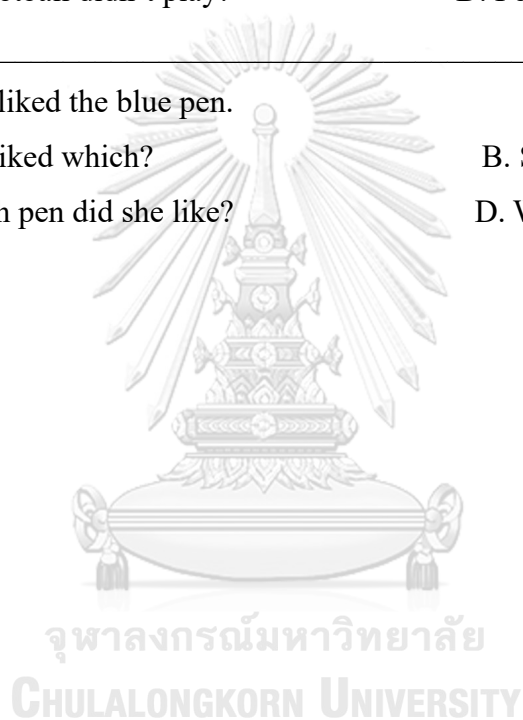 liked the blue pen.
which? B.
pen did she like? D.
จุฬาลงกรณ์มหาวิทยาลัย
CHULALONGKORN UNIVERSITY